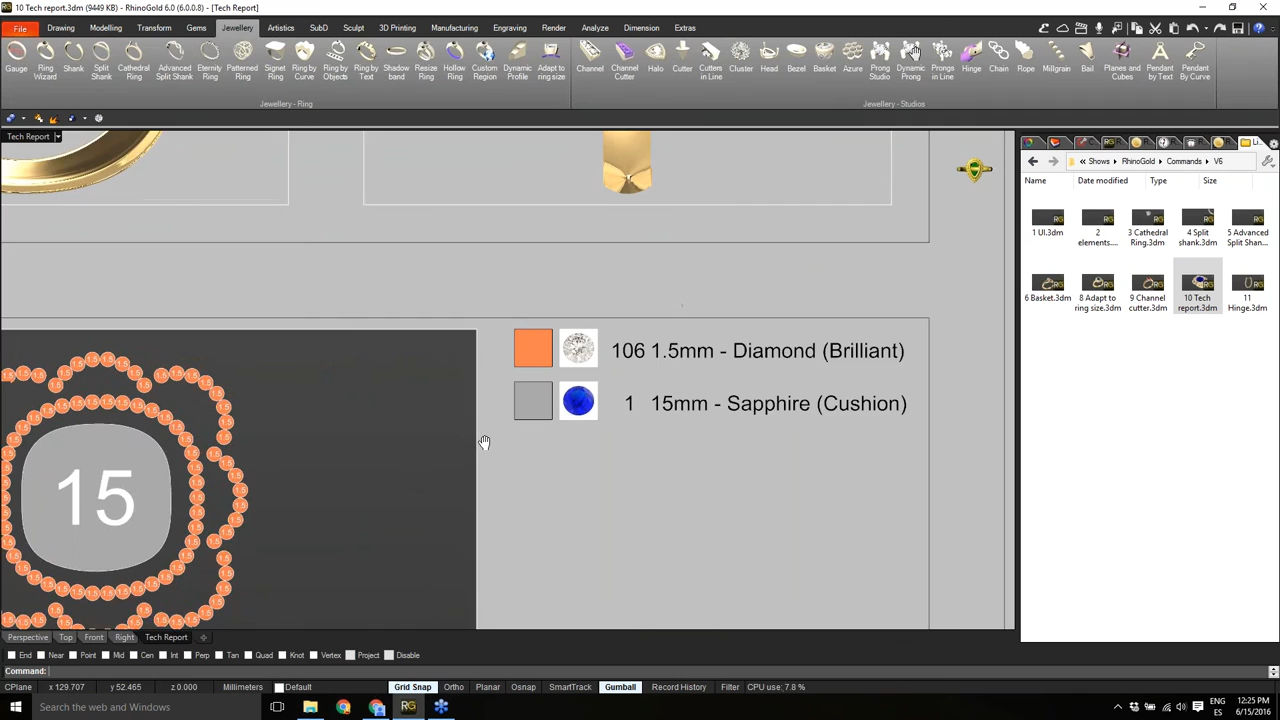 10 Tech report.3dm (9449 KB) - RhinoGold 6.0 (6.0.0.8) - [Tech Report]
File Drawing Modelling Transform Gems Jewellery Artistics SubD Sculpt 3D Printing Manufacturing Engraving Render Analyze Dimension Extras
Gauge Ring Wizard Shank Split Shank Cathedral Ring Advanced Split Shank Eternity Ring Patterned Ring Signet Ring Ring by Curve Ring by Objects Ring by Text Shadow band Resize Ring Hollow Ring Custom Region Dynamic Profile Adapt to ring size Channel Channel Cutter Halo Cutter Cutters in Line Cluster Head Bezel Basket Azure Prong Studio Dynamic Prong Prongs in Line Hinge Chain Rope Millgrain Bail Planes and Cubes Pendant by Text Pendant By Curve
Jewellery - Ring Jewellery - Studios
Tech Report
« Shows RhinoGold Commands V6
Name Date modified Type Size
1 UI.3dm 2 elements.... 3 Cathedral Ring.3dm 4 Split shank.3dm 5 Advanced Split Shan...
6 Basket.3dm 8 Adapt to ring size.3dm 9 Channel cutter.3dm 10 Tech report.3dm 11 Hinge.3dm
106 1.5mm - Diamond (Brilliant)
1 15mm - Sapphire (Cushion)
15
1.5
Perspective Top Front Right Tech Report
End Near Point Mid Cen Int Perp Tan Quad Knot Vertex Project Disable
Command:
CPlane x 129.707 y 52.465 z 0.000 Millimeters Default Grid Snap Ortho Planar Osnap SmartTrack Gumball Record History Filter CPU use: 7.8 %
Search the web and Windows
ENG 12:25 PM
ES 6/15/2016